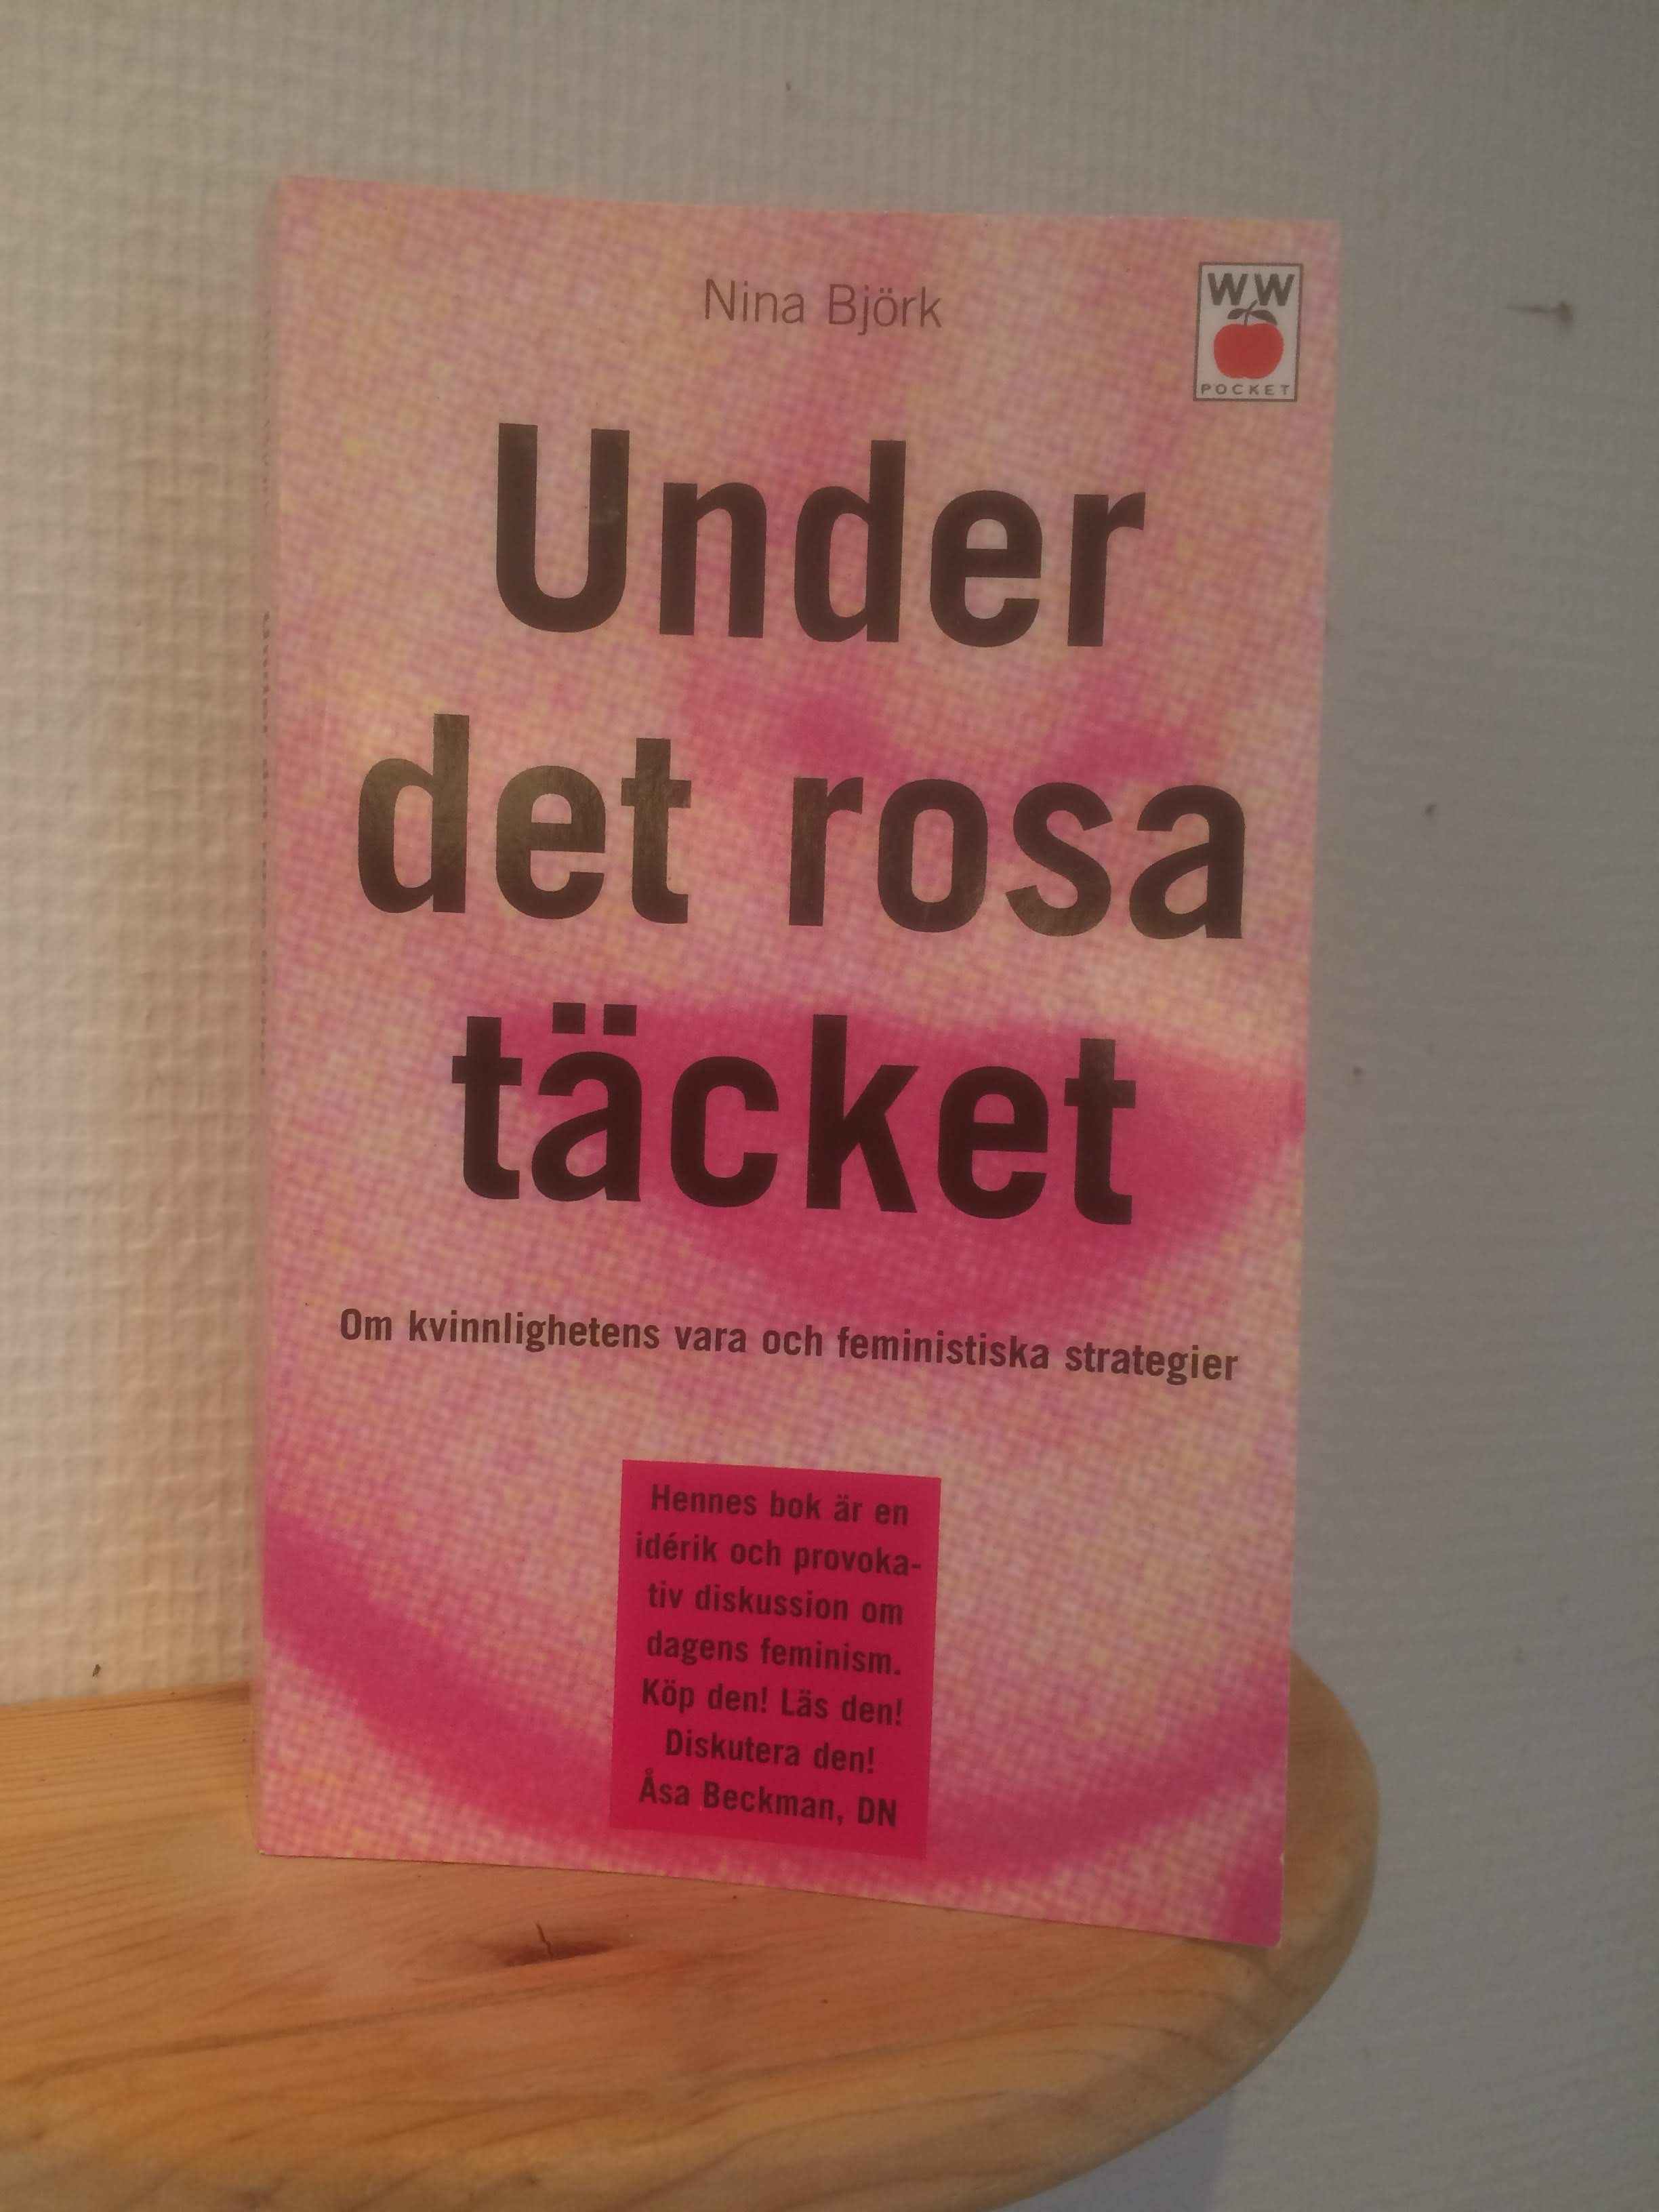 Nina Björk
WW
POCKET
Under
det rosa
täcket
Om kvinnlighetens vara och feministiska strategier
Hennes bok är en
idérik och provoka-
tiv diskussion om
dagens feminism.
Köp den! Läs den!
Diskutera den!
Åsa Beckman, DN